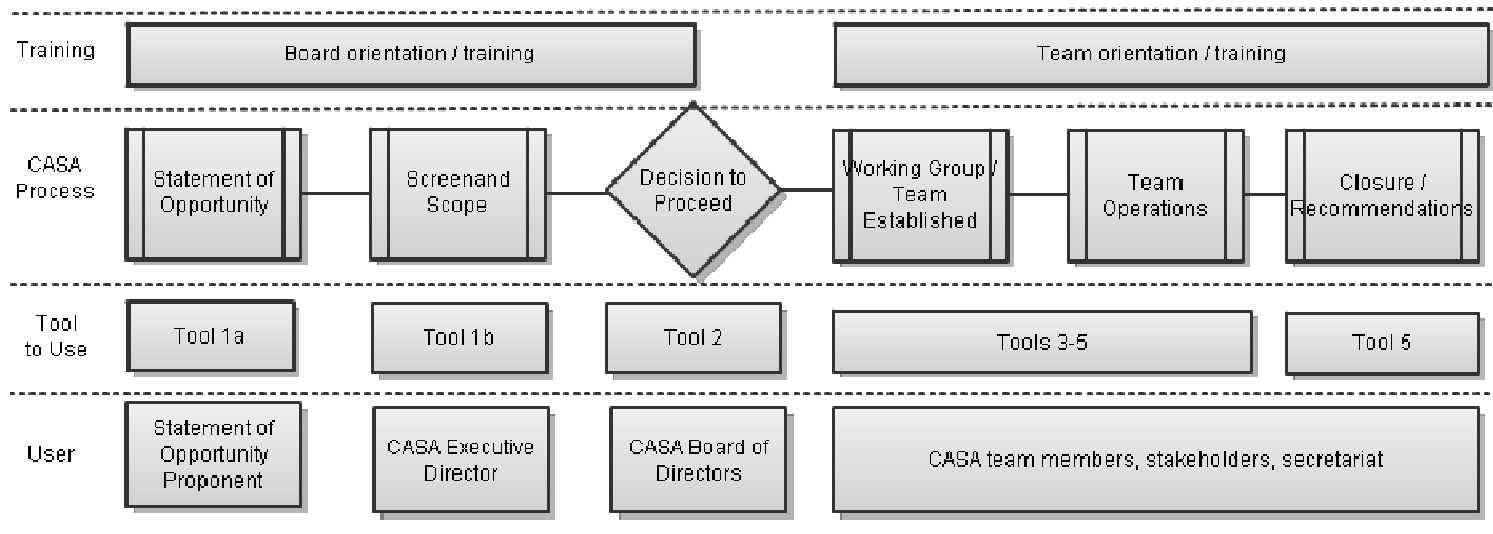 Training
Board orientation / training
Team orientation / training
CASA
Process
Statement of
Opportunity
Screenand
Scope
Decision to
Proceed
Working Group /
Team
Established
Team
Operations
Closure /
Recommendations
Tool
to Use
Tool 1a
Tool 1b
Tool 2
Tools 3-5
Tool 5
User
Statement of
Opportunity
Proponent
CASA Executive
Director
CASA Board of
Directors
CASA team members, stakeholders, secretariat